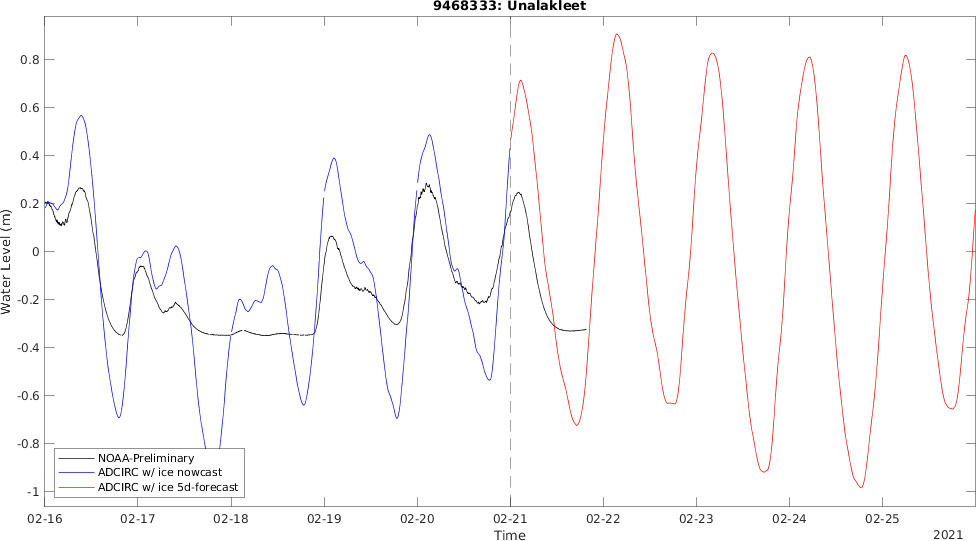 9468333: Unalakleet
0.8
0.6
0.4
0.2
0
-0.2
-0.4
-0.6
-0.8
-1
Water Level (m)
NOAA-Preliminary
ADCIRC w/ ice nowcast
ADCIRC w/ ice 5d-forecast
02-16 02-17 02-18 02-19 02-20 02-21 02-22 02-23 02-24 02-25
Time
2021